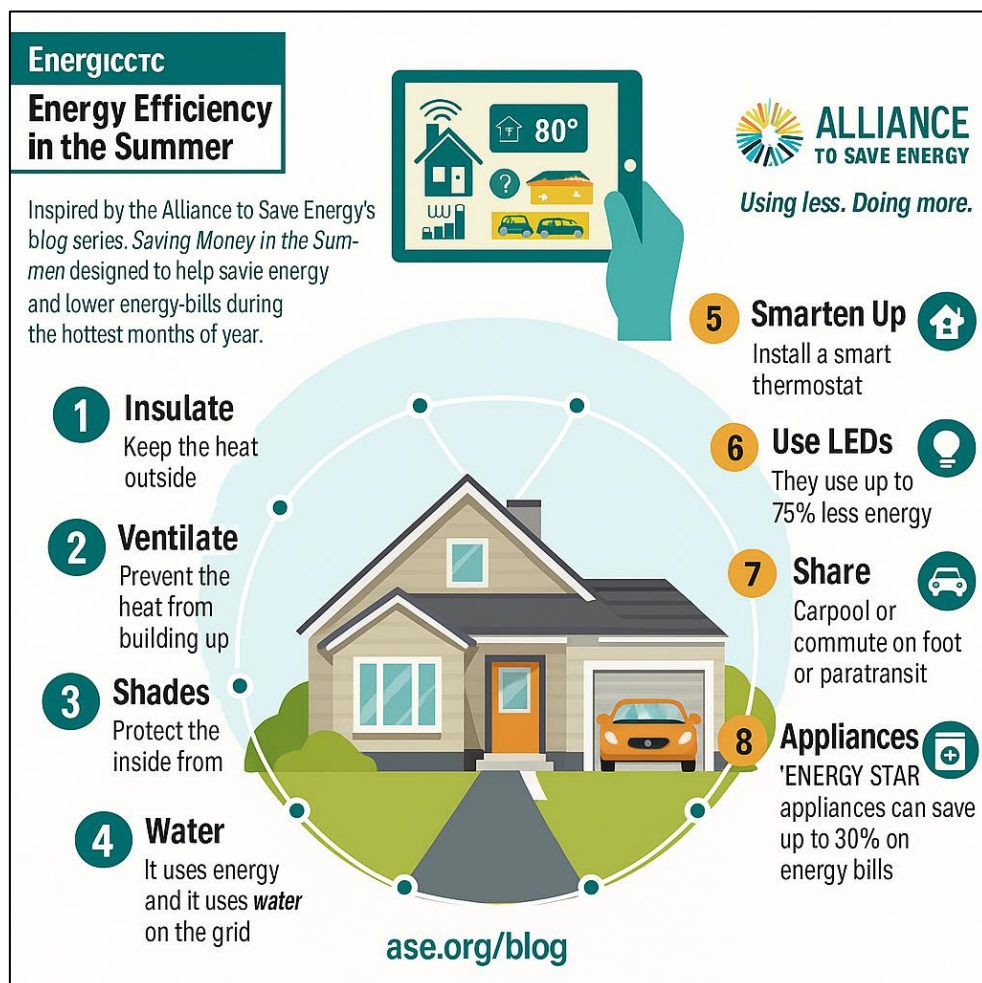 Energiccтc
Energy Efficiency
in the Summer
Inspired by the Alliance to Save Energy's
blog series. Saving Money in the Sum-
men designed to help savie energy
and lower energy-bills during
the hottest months of year.
80°
?
ALLIANCE
TO SAVE ENERGY
Using less. Doing more.
1 Insulate
Keep the heat
outside
2 Ventilate
Prevent the
heat from
building up
3 Shades
Protect the
inside from
4 Water
It uses energy
and it uses water
on the grid
5 Smarten Up
Install a smart
thermostat
6 Use LEDs
They use up to
75% less energy
7 Share
Carpool or
commute on foot
or paratransit
8 Appliances
'ENERGY STAR
appliances can save
up to 30% on
energy bills
ase.org/blog